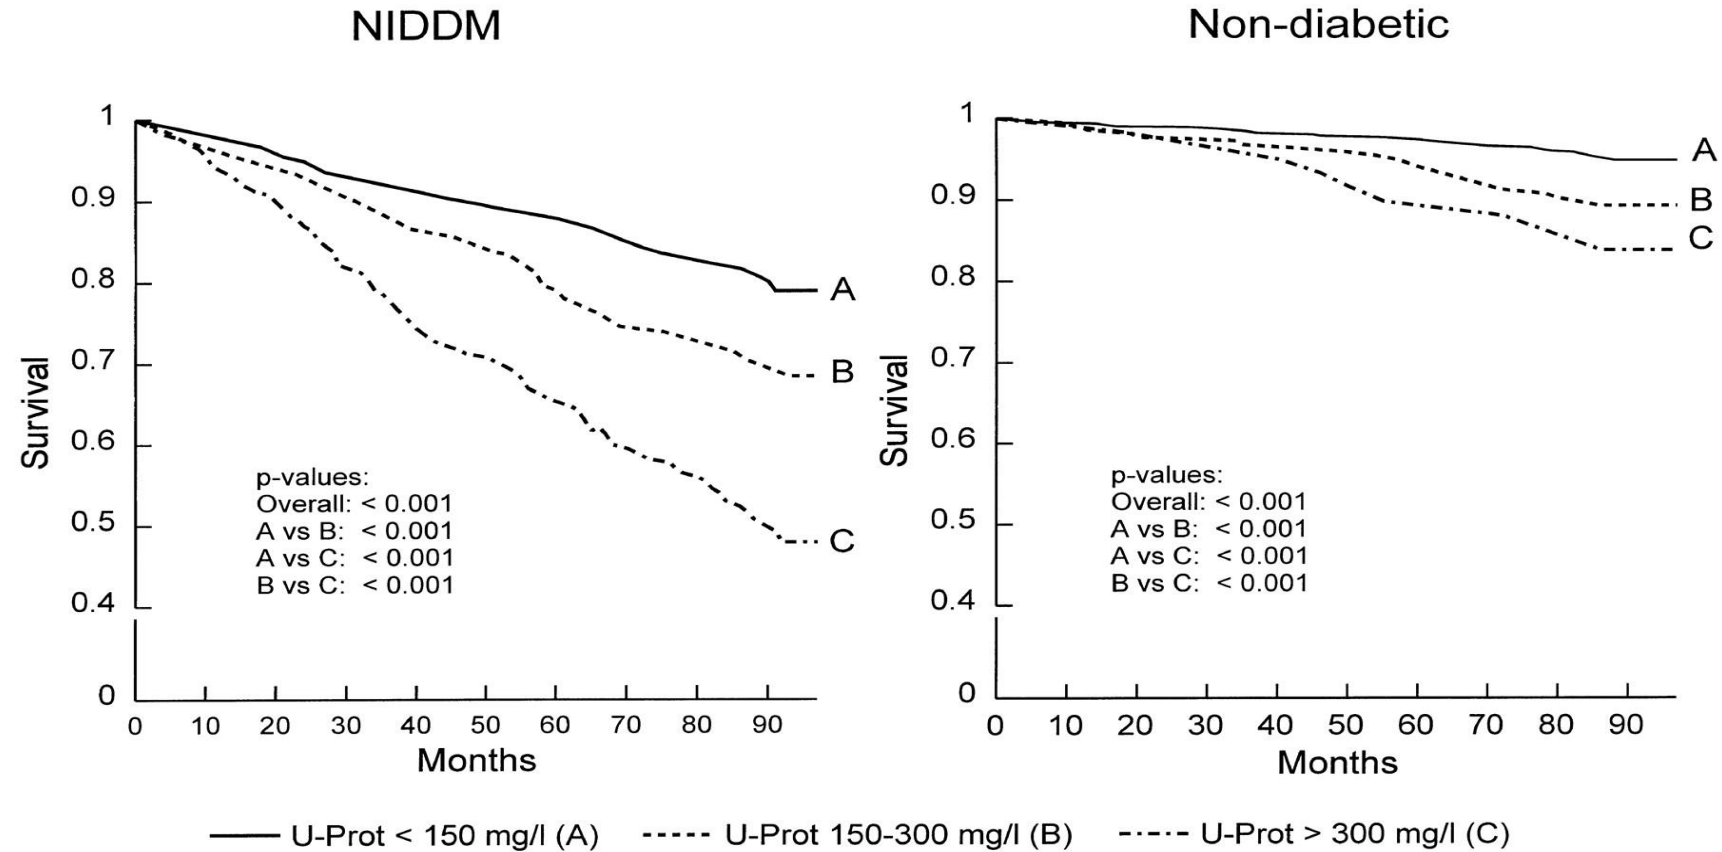 NIDDM
1
0.9
0.8
0.7
0.6
0.5
0.4
0
Survival
A
B
C
p-values:
Overall: < 0.001
A vs B: < 0.001
A vs C: < 0.001
B vs C: < 0.001
0 10 20 30 40 50 60 70 80 90
Months
Non-diabetic
1
0.9
0.8
0.7
0.6
0.5
0.4
0
Survival
A
B
C
p-values:
Overall: < 0.001
A vs B: < 0.001
A vs C: < 0.001
B vs C: < 0.001
0 10 20 30 40 50 60 70 80 90
Months
U-Prot < 150 mg/l (A) U-Prot 150-300 mg/l (B) U-Prot > 300 mg/l (C)